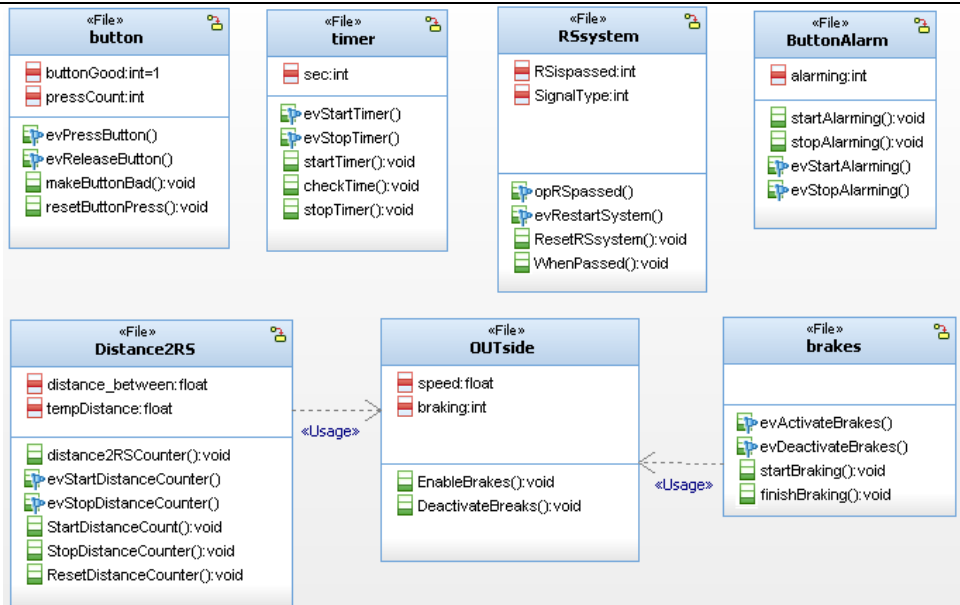 «File»
button
buttonGood:int=1
pressCount:int
evPressButton()
evReleaseButton()
makeButtonBad():void
resetButtonPress():void
«File»
timer
sec:int
evStartTimer()
evStopTimer()
startTimer():void
checkTime():void
stopTimer():void
«File»
RSsystem
RSispassed:int
SignalType:int
opRSpassed()
evRestartSystem()
ResetRSsystem():void
WhenPassed():void
«File»
ButtonAlarm
alarming:int
startAlarming():void
stopAlarming():void
evStartAlarming()
evStopAlarming()
«File»
Distance2RS
distance_between:float
tempDistance:float
distance2RSCounter():void
evStartDistanceCounter()
evStopDistanceCounter()
StartDistanceCount():void
StopDistanceCounter():void
ResetDistanceCounter():void
«Usage»
«File»
OUTside
speed:float
braking:int
EnableBrakes():void
DeactivateBreaks():void
«Usage»
«File»
brakes
evActivateBrakes()
evDeactivateBrakes()
startBraking():void
finishBraking():void